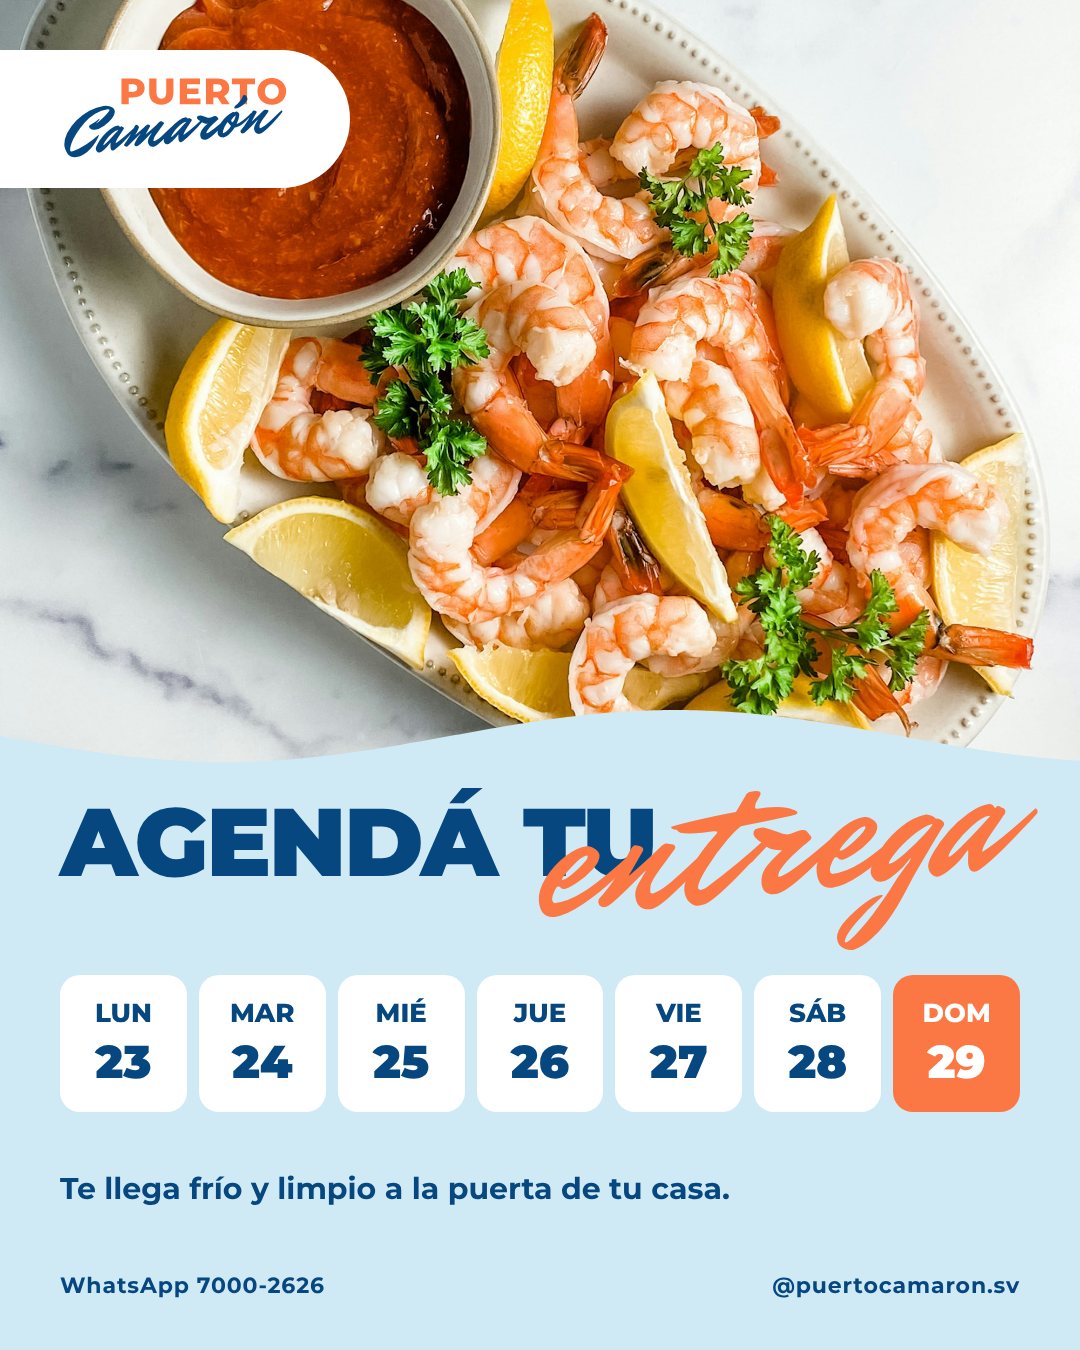 PUERTO
Camarón
AGENDÁ TU entrega
LUN MAR MIÉ JUE VIE SÁB DOM
23 24 25 26 27 28 29
Te llega frío y limpio a la puerta de tu casa.
WhatsApp 7000-2626
@puertocamaron.sv